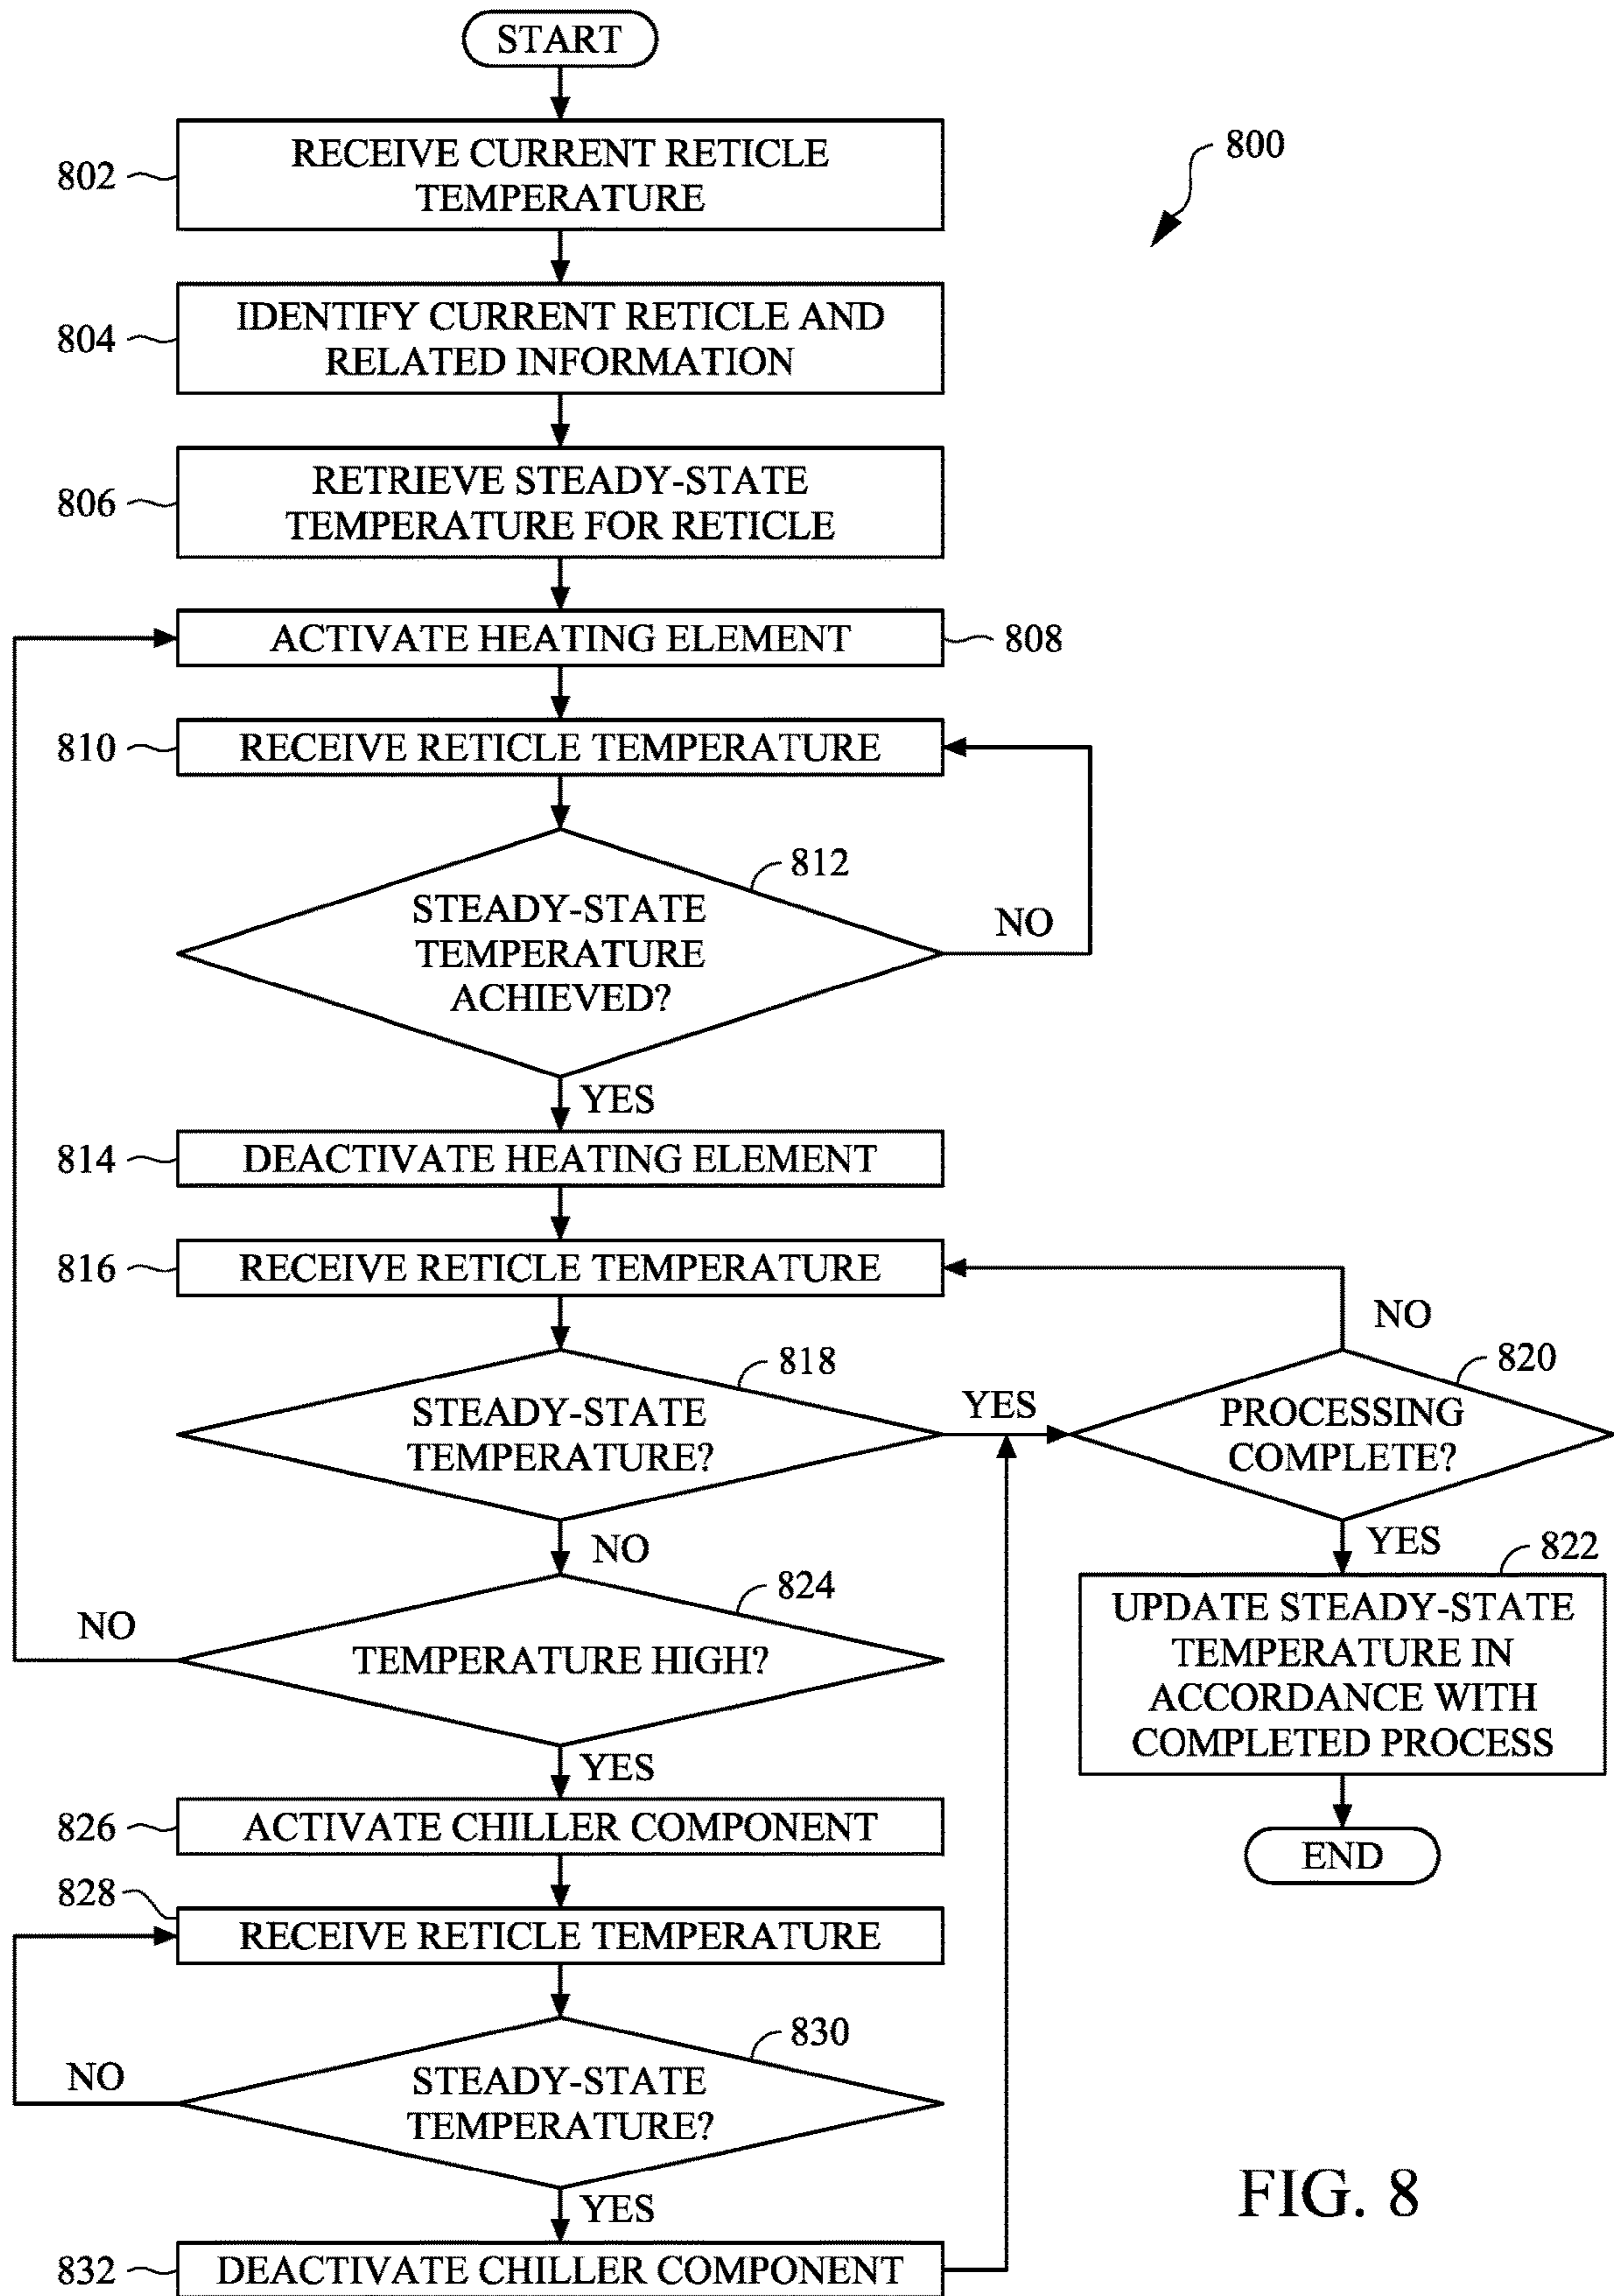 START
800
802
RECEIVE CURRENT RETICLE
TEMPERATURE
804
IDENTIFY CURRENT RETICLE AND
RELATED INFORMATION
806
RETRIEVE STEADY-STATE
TEMPERATURE FOR RETICLE
ACTIVATE HEATING ELEMENT
808
810
RECEIVE RETICLE TEMPERATURE
812
STEADY-STATE
TEMPERATURE
ACHIEVED?
NO
YES
814
DEACTIVATE HEATING ELEMENT
816
RECEIVE RETICLE TEMPERATURE
NO
818
STEADY-STATE
TEMPERATURE?
YES
820
PROCESSING
COMPLETE?
NO
YES
822
UPDATE STEADY-STATE
TEMPERATURE IN
ACCORDANCE WITH
COMPLETED PROCESS
END
824
TEMPERATURE HIGH?
NO
YES
826
ACTIVATE CHILLER COMPONENT
828
RECEIVE RETICLE TEMPERATURE
830
STEADY-STATE
TEMPERATURE?
NO
YES
832
DEACTIVATE CHILLER COMPONENT
FIG. 8